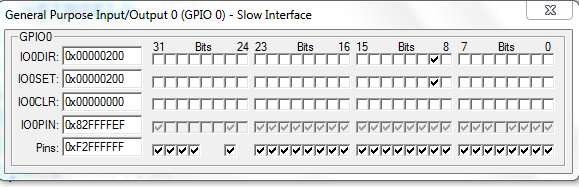 General Purpose Input/Output 0 (GPIO 0) - Slow Interface
GPIO0
31 Bits 24 23 Bits 16 15 Bits 8 7 Bits 0
IO0DIR: 0x00000200
IO0SET: 0x00000200
IO0CLR: 0x00000000
IO0PIN: 0x82FFFFEF
Pins: 0xF2FFFFFF